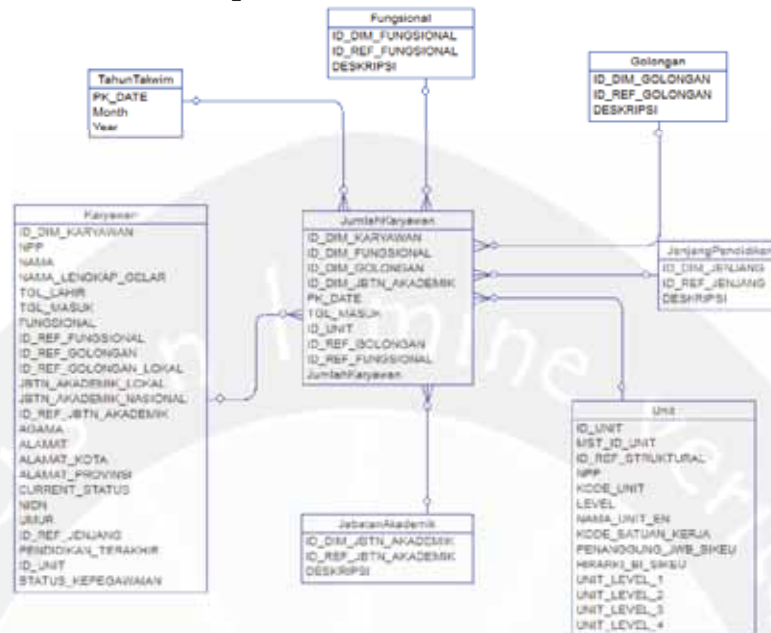 Fungsional
ID_DIM_FUNGSIONAL
ID_REF_FUNGSIONAL
DESKRIPSI
TahunTakwim
PK_DATE
Month
Year
Golongan
ID_DIM_GOLONGAN
ID_REF_GOLONGAN
DESKRIPSI
Karyawan
ID_DIM_KARYAWAN
NPP
NAMA
NAMA_LENGKAP_GELAR
TGL_LAHIR
TGL_MASUK
FUNGSIONAL
ID_REF_FUNGSIONAL
ID_REF_GOLONGAN
ID_REF_GOLONGAN_LOKAL
JBTN_AKADEMIK_LOKAL
JBTN_AKADEMIK_NASIONAL
ID_REF_JBTN_AKADEMIK
AGAMA
ALAMAT
ALAMAT_KOTA
ALAMAT_PROVINSI
CURRENT_STATUS
NIDN
UMUR
ID_REF_JENJANG
PENDIDIKAN_TERAKHIR
ID_UNIT
STATUS_KEPEGAWAIAN
JumlahKaryawan
ID_DIM_KARYAWAN
ID_DIM_FUNGSIONAL
ID_DIM_GOLONGAN
ID_DIM_JBTN_AKADEMIK
PK_DATE
TGL_MASUK
ID_UNIT
ID_REF_GOLONGAN
ID_REF_FUNGSIONAL
JumlahKaryawan
JenjangPendidikan
ID_DIM_JENJANG
ID_REF_JENJANG
DESKRIPSI
JabatanAkademik
ID_DIM_JBTN_AKADEMIK
ID_REF_JBTN_AKADEMIK
DESKRIPSI
Unit
ID_UNIT
MST_ID_UNIT
ID_REF_STRUKTURAL
NPP
KODE_UNIT
LEVEL
NAMA_UNIT_EN
KODE_SATUAN_KERJA
PENANGGUNG_JWB_SIKEU
HIRARKI_BI_SIKEU
UNIT_LEVEL_1
UNIT_LEVEL_2
UNIT_LEVEL_3
UNIT_LEVEL_4